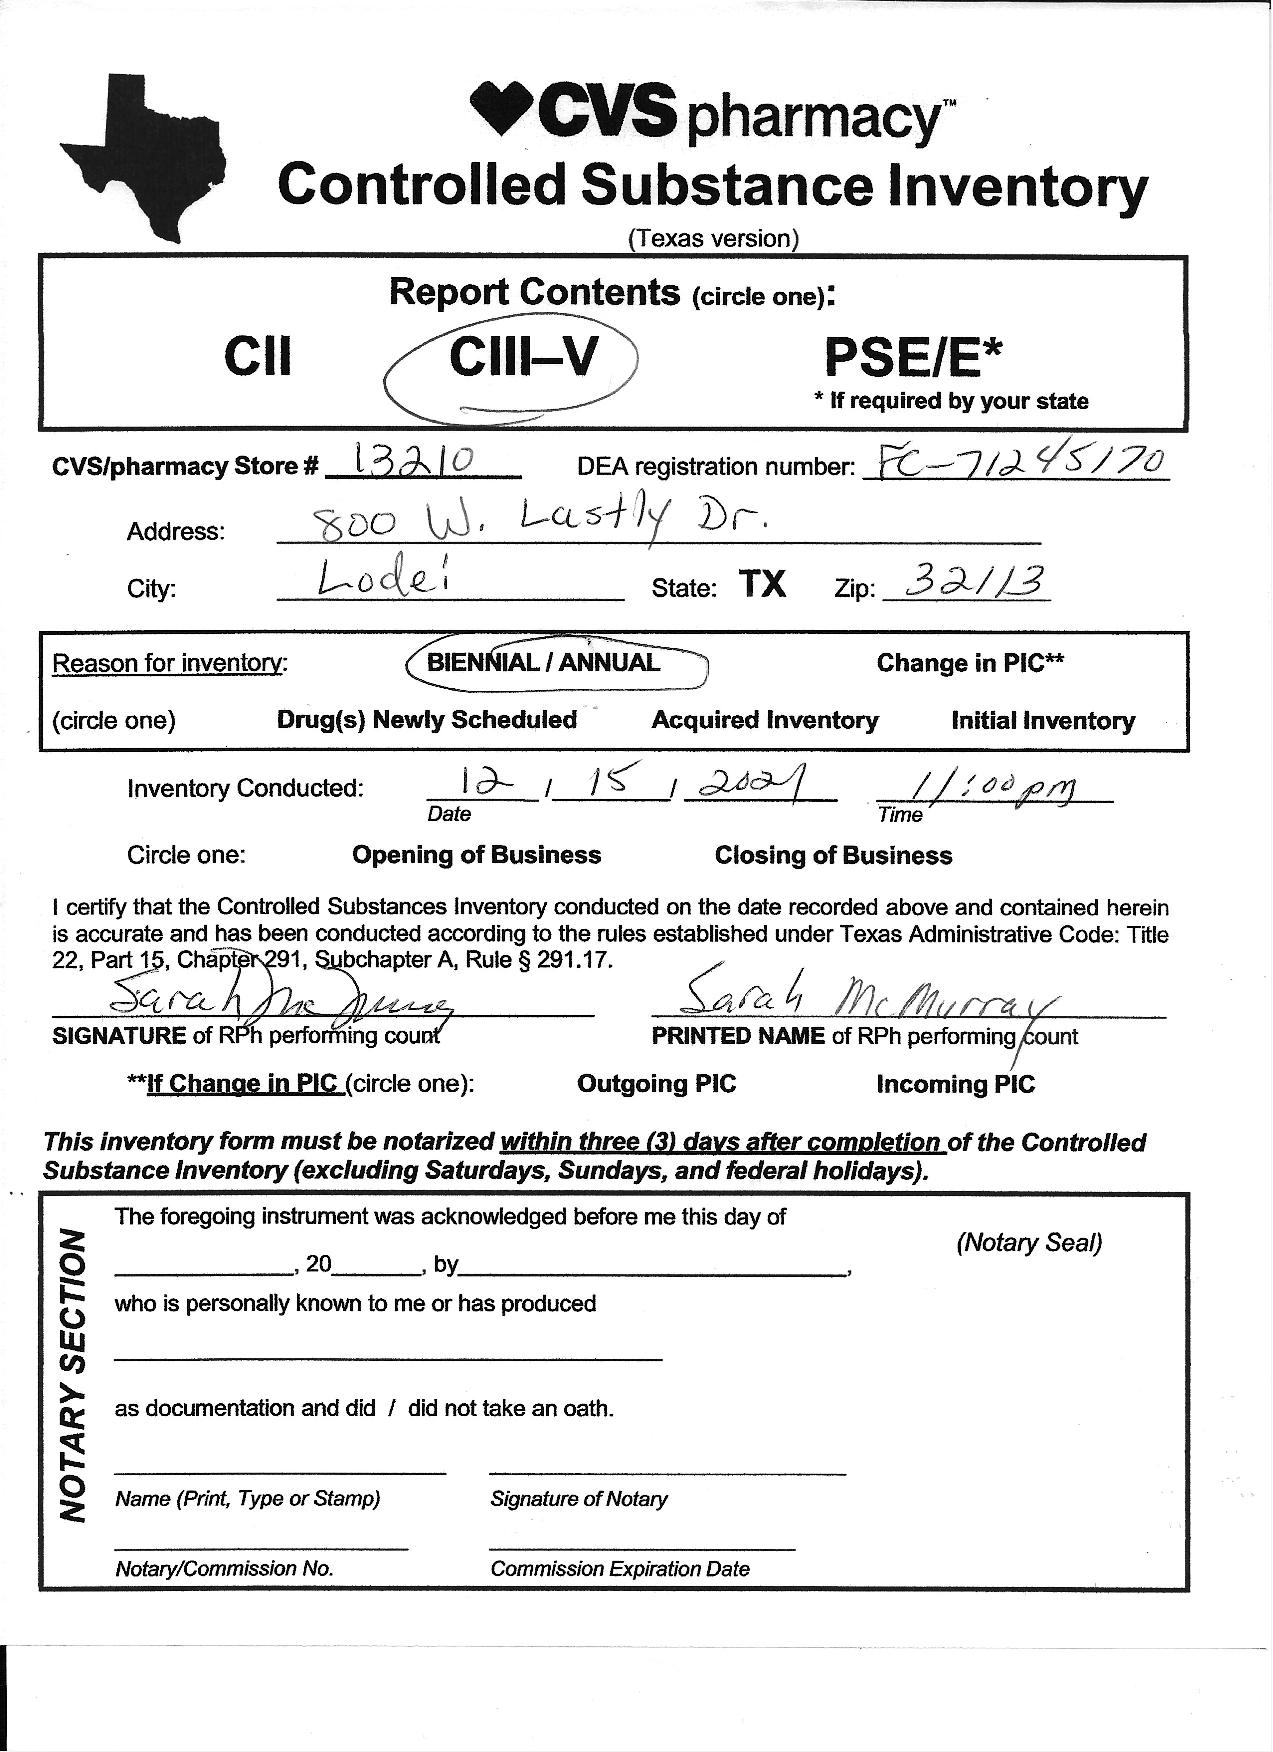 CVS pharmacy™
Controlled Substance Inventory
(Texas version)
Report Contents (circle one):
CII CIII–V PSE/E*
* If required by your state
CVS/pharmacy Store # 13210 DEA registration number: FC-71245170
Address: 800 W. Lastly Dr.
City: Lodei State: TX Zip: 32113
Reason for inventory: BIENNIAL / ANNUAL Change in PIC**
(circle one) Drug(s) Newly Scheduled Acquired Inventory Initial Inventory
Inventory Conducted: 12 / 15 / 2021 11:00 pm
Date Time
Circle one: Opening of Business Closing of Business
I certify that the Controlled Substances Inventory conducted on the date recorded above and contained herein
is accurate and has been conducted according to the rules established under Texas Administrative Code: Title
22, Part 15, Chapter 291, Subchapter A, Rule § 291.17.
Sarah Sarah McMurray
SIGNATURE of RPh performing count PRINTED NAME of RPh performing count
**If Change in PIC (circle one): Outgoing PIC Incoming PIC
This inventory form must be notarized within three (3) days after completion of the Controlled
Substance Inventory (excluding Saturdays, Sundays, and federal holidays).
NOTARY SECTION
The foregoing instrument was acknowledged before me this day of
(Notary Seal)
, 20 , by ,
who is personally known to me or has produced
as documentation and did / did not take an oath.
Name (Print, Type or Stamp) Signature of Notary
Notary/Commission No. Commission Expiration Date